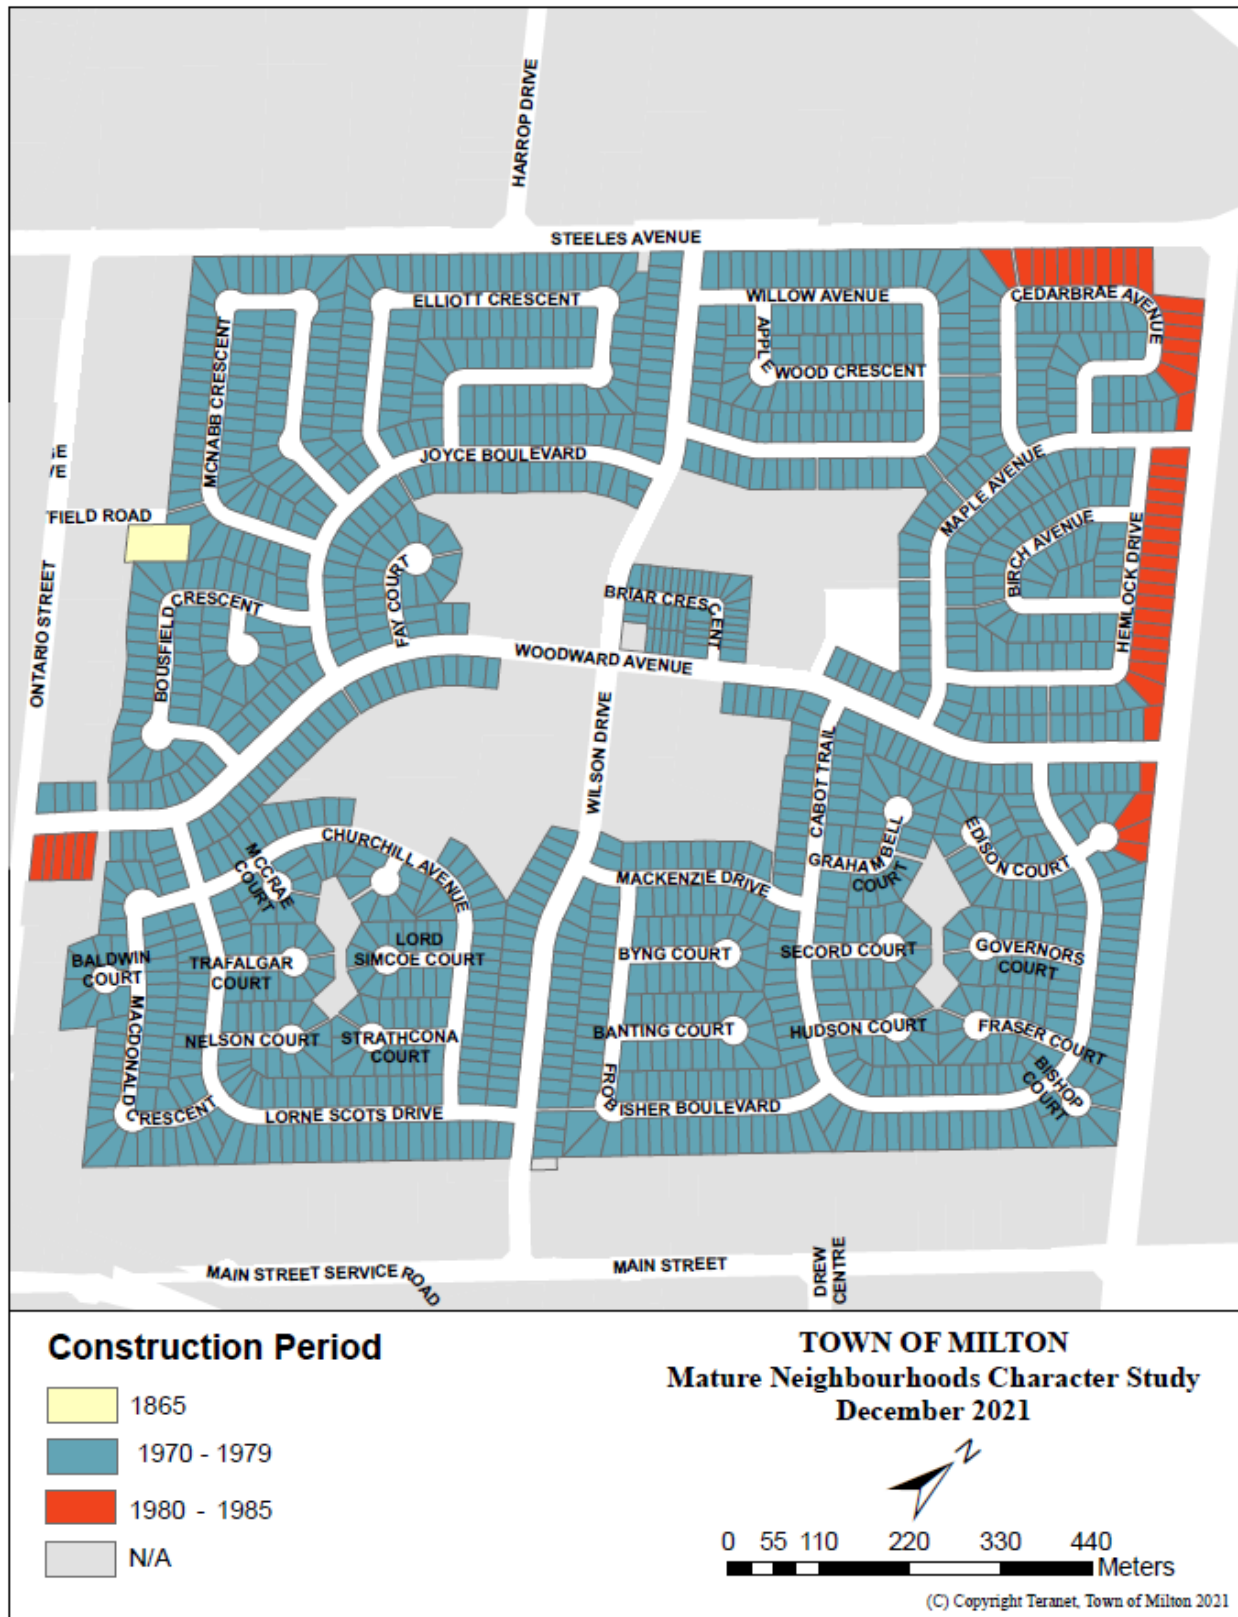 HARROP DRIVE
STEELES AVENUE
ELLIOTT CRESCENT
WILLOW AVENUE
CEDARBRAE AVENUE
APPLE
WOOD CRESCENT
MCNABB CRESCENT
JOYCE BOULEVARD
MAPLE AVENUE
FIELD ROAD
BIRCH AVENUE
HEMLOCK DRIVE
ONTARIO STREET
BOUSFIELD
CRESCENT
FAY COURT
BRIAR CRES
CENT
WOODWARD AVENUE
WILSON DRIVE
CABOT TRAIL
CHURCHILL AVENUE
MCCRAE
COURT
GRAHAM BELL
COURT
EDISON COURT
MACKENZIE DRIVE
BALDWIN
COURT
TRAFALGAR
COURT
LORD
SIMCOE COURT
BYNG COURT
SECORD COURT
GOVERNORS
COURT
MACDONALD
CRESCENT
NELSON COURT
STRATHCONA
COURT
BANTING COURT
HUDSON COURT
FRASER COURT
BISHOP
COURT
LORNE SCOTS DRIVE
FROB
ISHER BOULEVARD
MAIN STREET SERVICE ROAD
MAIN STREET
DREW
CENTRE
Construction Period
1865
1970 - 1979
1980 - 1985
N/A
TOWN OF MILTON
Mature Neighbourhoods Character Study
December 2021
N
0 55 110 220 330 440
Meters
(C) Copyright Teranet, Town of Milton 2021